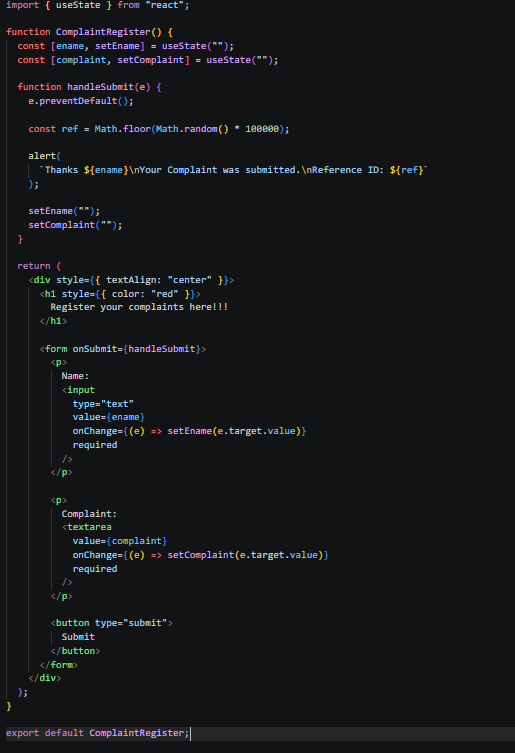 import { useState } from "react";

function ComplaintRegister() {
  const [ename, setEname] = useState("");
  const [complaint, setComplaint] = useState("");

  function handleSubmit(e) {
    e.preventDefault();

    const ref = Math.floor(Math.random() * 100000);

    alert(
      `Thanks ${ename}\nYour Complaint was submitted.\nReference ID: ${ref}`
    );

    setEname("");
    setComplaint("");
  }

  return (
    <div style={{ textAlign: "center" }}>
      <h1 style={{ color: "red" }}>
        Register your complaints here!!!
      </h1>

      <form onSubmit={handleSubmit}>
        <p>
          Name:
          <input
            type="text"
            value={ename}
            onChange={(e) => setEname(e.target.value)}
            required
          />
        </p>

        <p>
          Complaint:
          <textarea
            value={complaint}
            onChange={(e) => setComplaint(e.target.value)}
            required
          />
        </p>

        <button type="submit">
          Submit
        </button>
      </form>
    </div>
  );
}

export default ComplaintRegister;